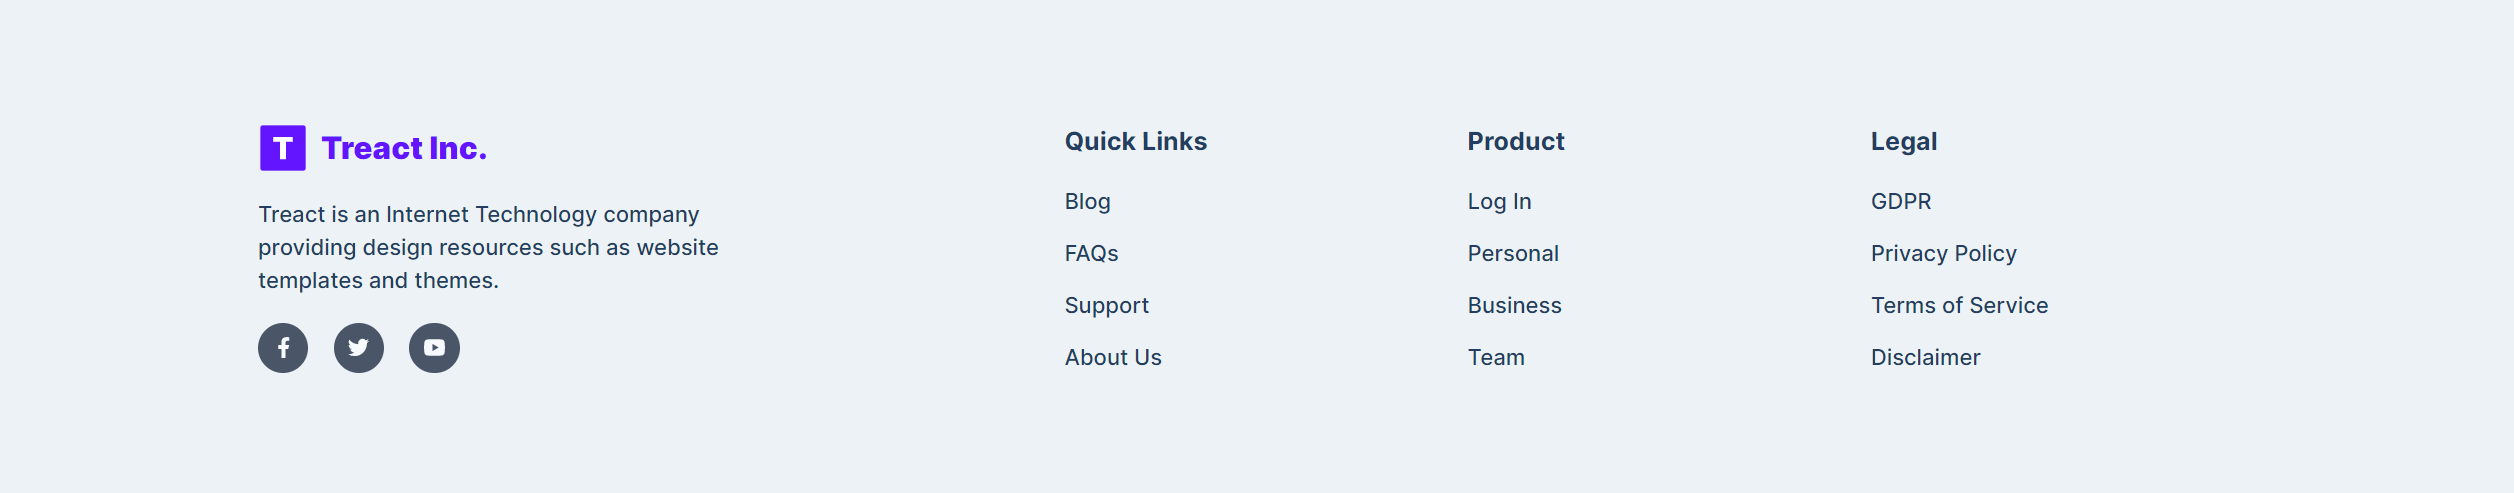 T Treact Inc.
Treact is an Internet Technology company
providing design resources such as website
templates and themes.
Quick Links
Blog
FAQs
Support
About Us
Product
Log In
Personal
Business
Team
Legal
GDPR
Privacy Policy
Terms of Service
Disclaimer